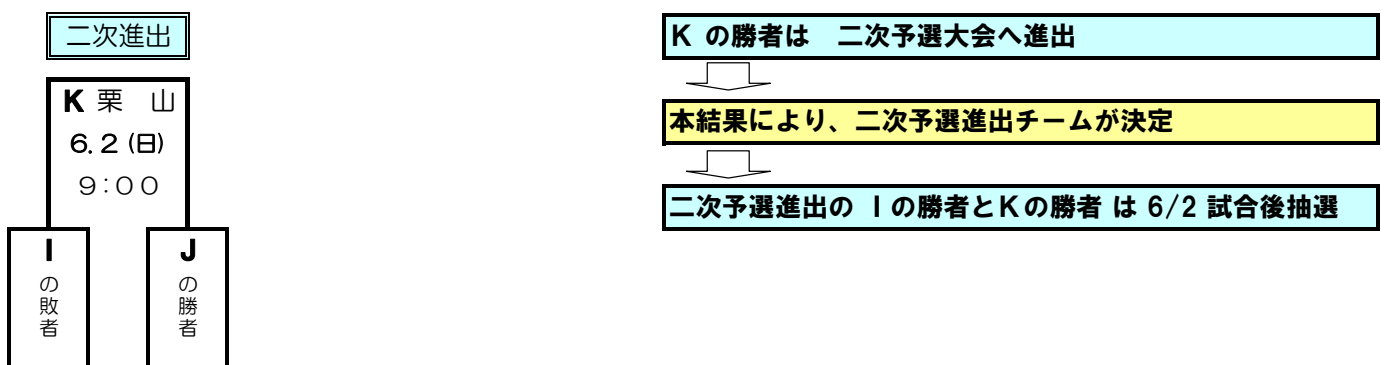 二次進出
K 栗　山
6. 2 (日)
9:00
I
の敗者
J
の勝者
K の勝者は　二次予選大会へ進出
本結果により、二次予選進出チームが決定
二次予選進出の Iの勝者とKの勝者 は 6/2 試合後抽選